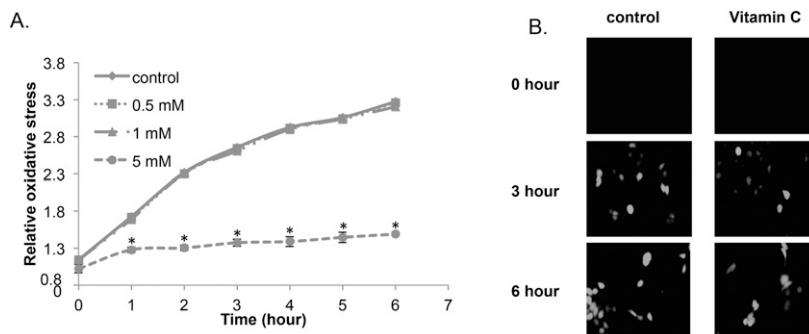 A.
Relative oxidative stress
3.8
3.3
2.8
2.3
1.8
1.3
0.8
0
control
0.5 mM
1 mM
5 mM
* * * * * *
0 1 2 3 4 5 6 7
Time (hour)
B.
control Vitamin C
0 hour
3 hour
6 hour